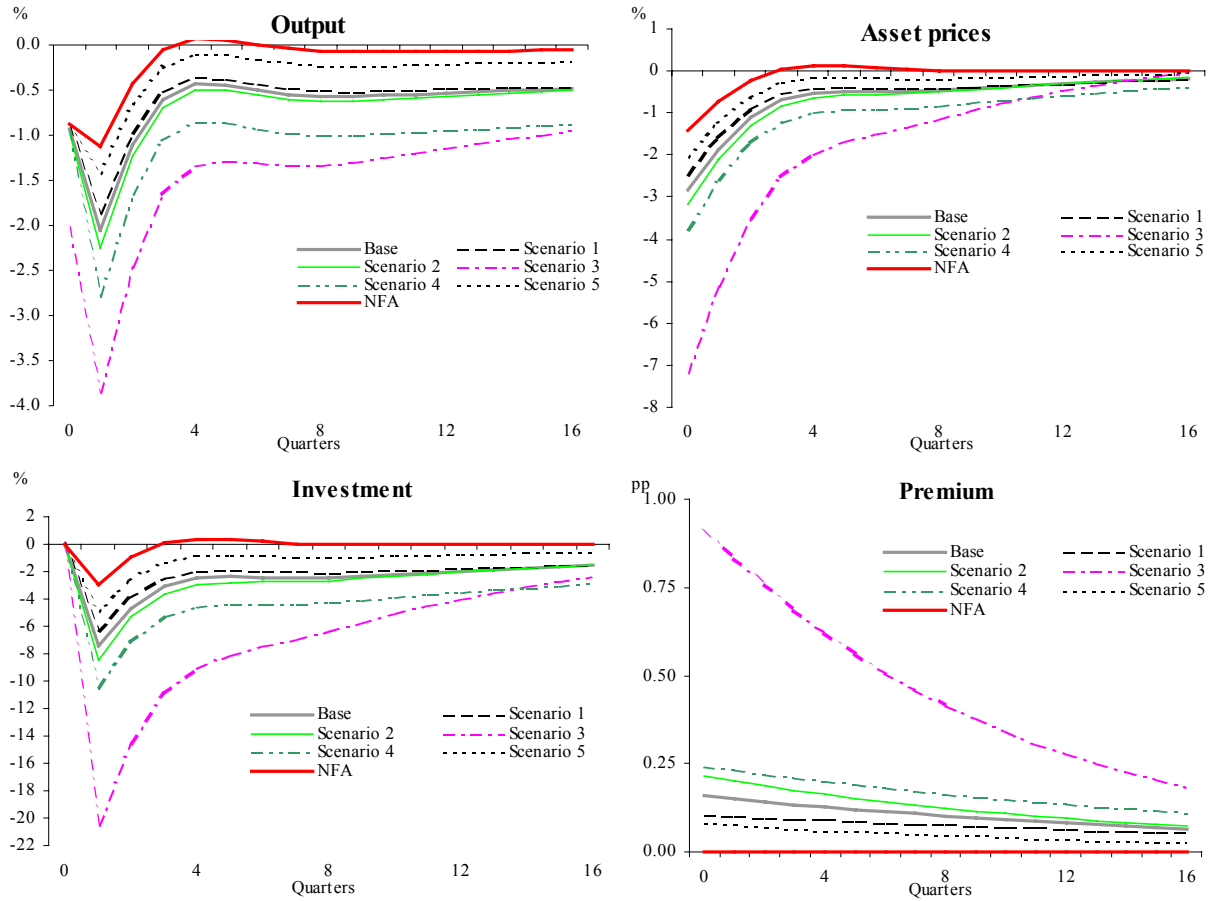 %
Output
0.0
-0.5
-1.0
-1.5
-2.0
-2.5
-3.0
-3.5
-4.0
Base
Scenario 1
Scenario 2
Scenario 3
Scenario 4
Scenario 5
NFA
0 4 8 12 16
Quarters
%
Asset prices
1
0
-1
-2
-3
-4
-5
-6
-7
-8
Base
Scenario 1
Scenario 2
Scenario 3
Scenario 4
Scenario 5
NFA
0 4 8 12 16
Quarters
%
Investment
2
0
-2
-4
-6
-8
-10
-12
-14
-16
-18
-20
-22
Base
Scenario 1
Scenario 2
Scenario 3
Scenario 4
Scenario 5
NFA
0 4 8 12 16
Quarters
pp
Premium
1.00
0.75
0.50
0.25
0.00
Base
Scenario 1
Scenario 2
Scenario 3
Scenario 4
Scenario 5
NFA
0 4 8 12 16
Quarters